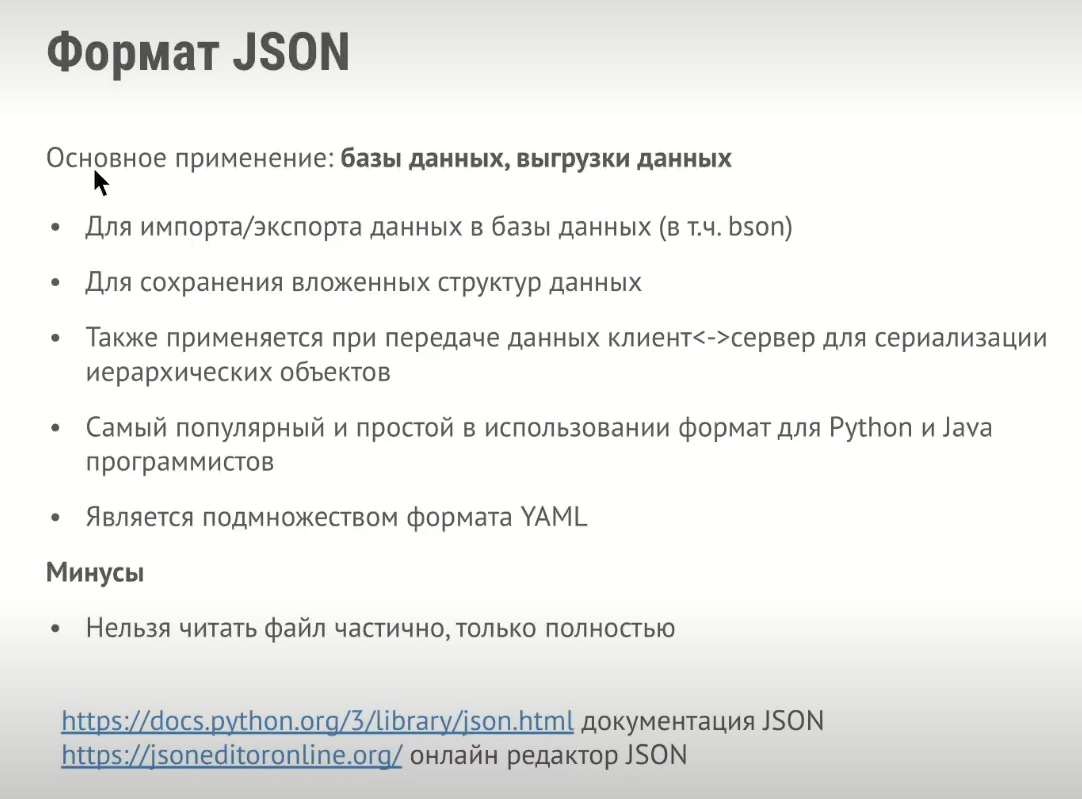 Формат JSON
Основное применение: базы данных, выгрузки данных
• Для импорта/экспорта данных в базы данных (в т.ч. bson)
• Для сохранения вложенных структур данных
• Также применяется при передаче данных клиент<->сервер для сериализации
иерархических объектов
• Самый популярный и простой в использовании формат для Python и Java
программистов
• Является подмножеством формата YAML
Минусы
• Нельзя читать файл частично, только полностью
https://docs.python.org/3/library/json.html документация JSON
https://jsoneditoronline.org/ онлайн редактор JSON